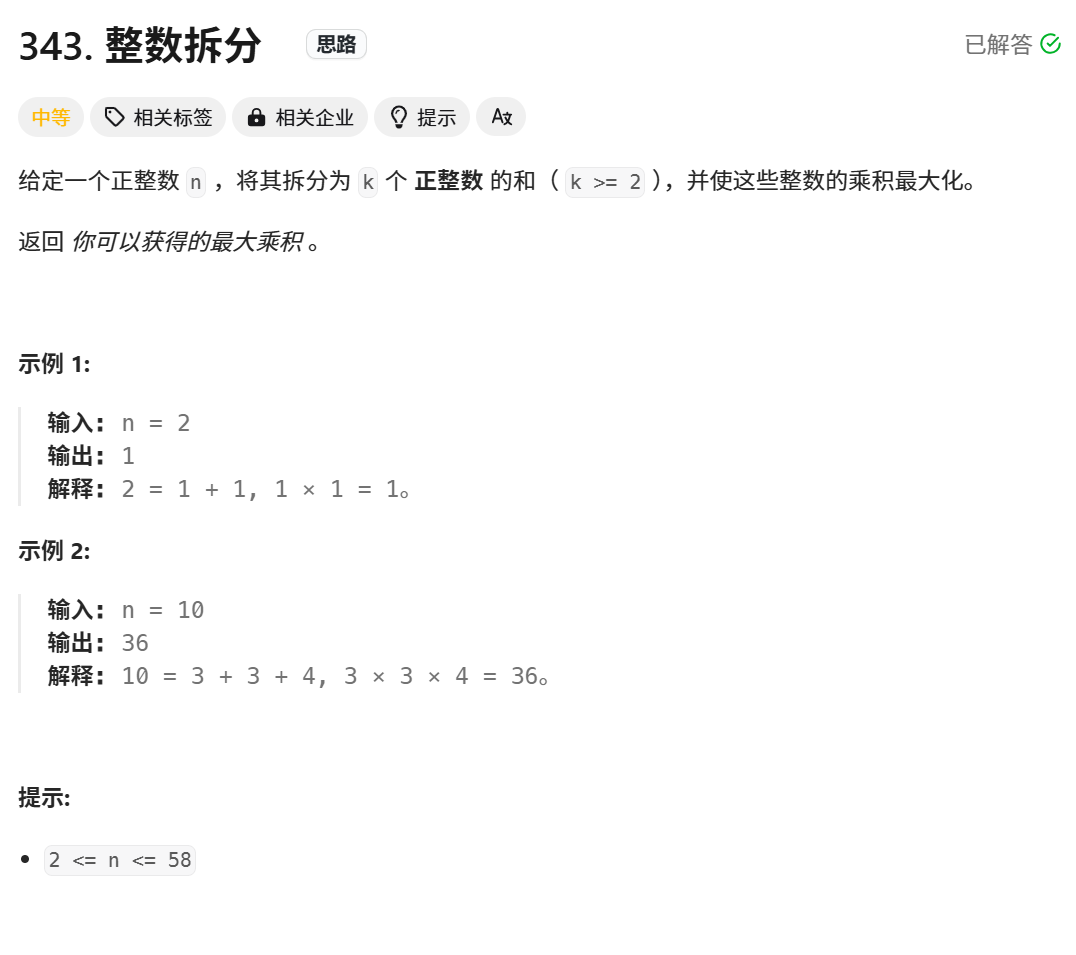 343. 整数拆分 思路 已解答
中等 相关标签 相关企业 提示 A文
给定一个正整数 n ，将其拆分为 k 个 正整数 的和（ k >= 2 ），并使这些整数的乘积最大化。
返回 你可以获得的最大乘积 。
示例 1:
输入: n = 2
输出: 1
解释: 2 = 1 + 1, 1 × 1 = 1。
示例 2:
输入: n = 10
输出: 36
解释: 10 = 3 + 3 + 4, 3 × 3 × 4 = 36。
提示:
• 2 <= n <= 58